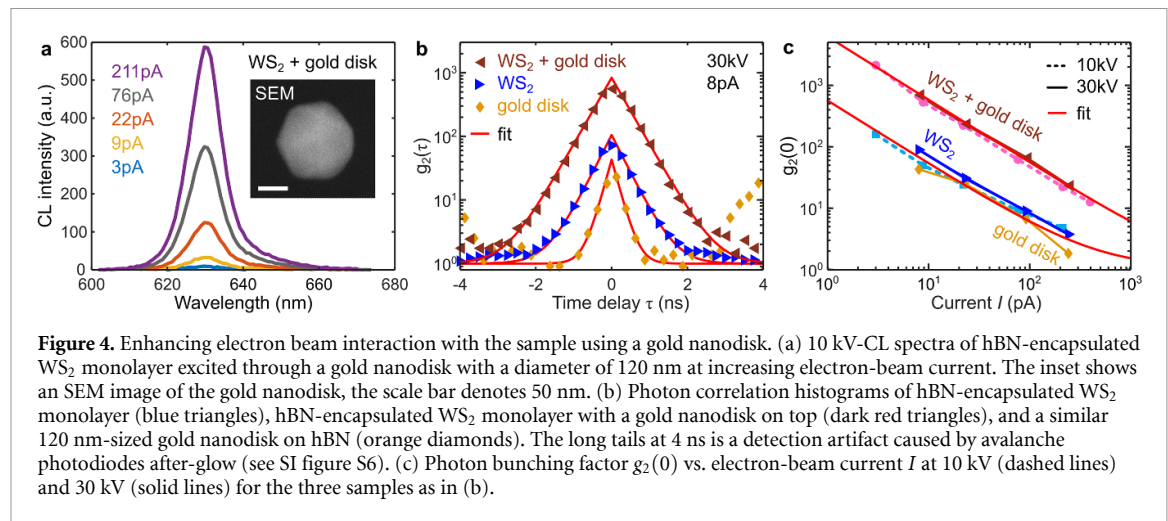 a
600
500
400
300
200
100
0
CL intensity (a.u.)
211pA
76pA
22pA
9pA
3pA
WS₂ + gold disk
SEM
600 620 640 660 680
Wavelength (nm)
b
10³
10²
10¹
10⁰
g₂(τ)
WS₂ + gold disk
WS₂
gold disk
fit
30kV
8pA
-4 -2 0 2 4
Time delay τ (ns)
c
10³
10²
10¹
10⁰
g₂(0)
10kV
30kV
fit
WS₂ + gold disk
WS₂
gold disk
10⁰ 10¹ 10² 10³
Current I (pA)
Figure 4. Enhancing electron beam interaction with the sample using a gold nanodisk. (a) 10 kV-CL spectra of hBN-encapsulated
WS₂ monolayer excited through a gold nanodisk with a diameter of 120 nm at increasing electron-beam current. The inset shows
an SEM image of the gold nanodisk, the scale bar denotes 50 nm. (b) Photon correlation histograms of hBN-encapsulated WS₂
monolayer (blue triangles), hBN-encapsulated WS₂ monolayer with a gold nanodisk on top (dark red triangles), and a similar
120 nm-sized gold nanodisk on hBN (orange diamonds). The long tails at 4 ns is a detection artifact caused by avalanche
photodiodes after-glow (see SI figure S6). (c) Photon bunching factor g₂(0) vs. electron-beam current I at 10 kV (dashed lines)
and 30 kV (solid lines) for the three samples as in (b).